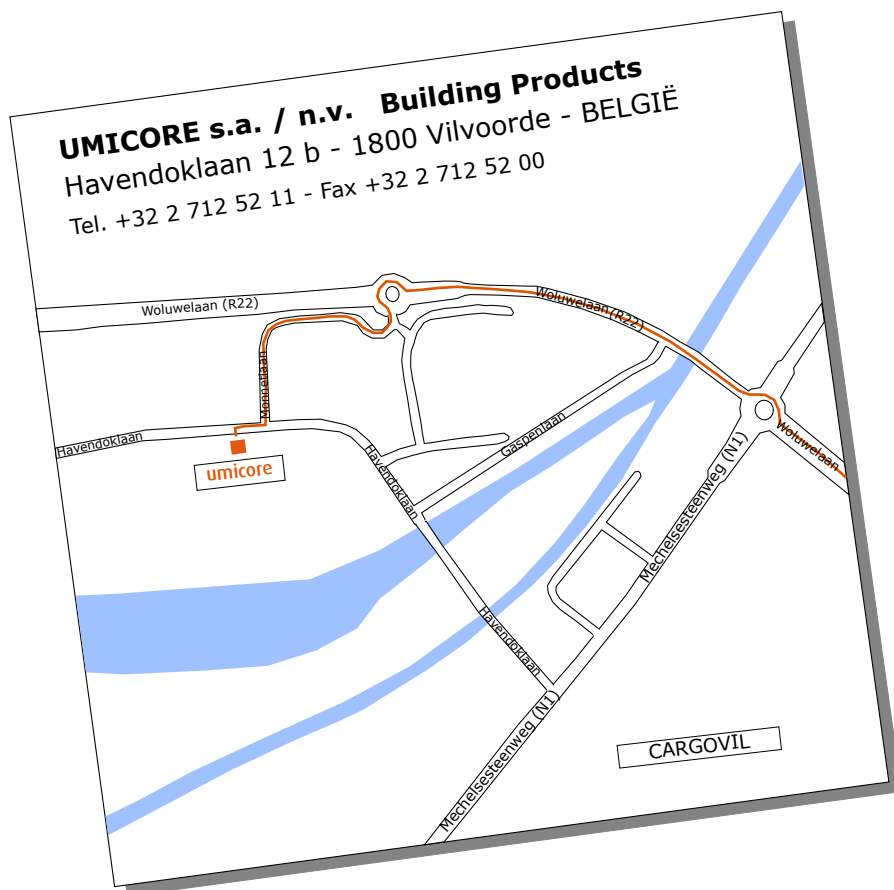 UMICORE s.a. / n.v. Building Products
Havendoklaan 12 b - 1800 Vilvoorde - BELGIË
Tel. +32 2 712 52 11 - Fax +32 2 712 52 00
Woluwelaan (R22)
Woluwelaan (R22)
Monnetlaan
Havendoklaan
umicore
Havendoklaan
Gaspenlaan
Woluwelaan
Mechelsesteenweg (N1)
Havendoklaan
Mechelsesteenweg (N1)
CARGOVIL